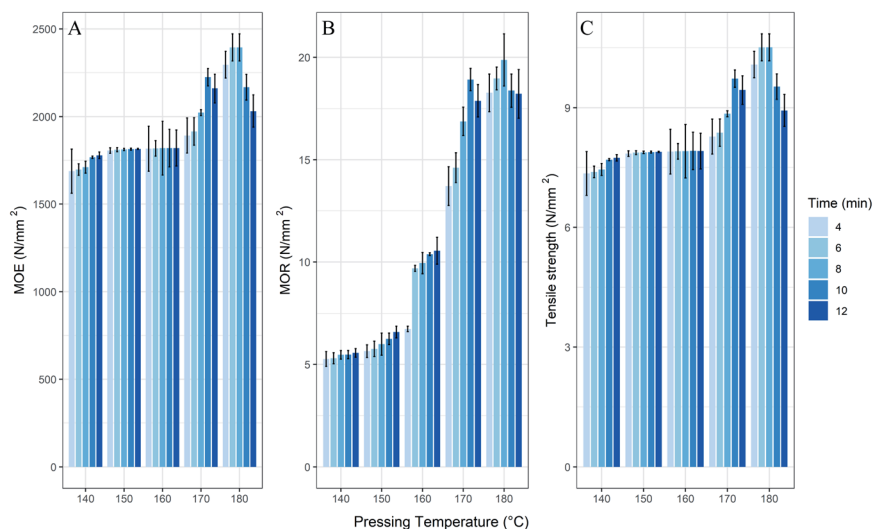 A
MOE (N/mm ²)
2500
2000
1500
1000
500
0
140 150 160 170 180
B
MOR (N/mm ²)
20
15
10
5
0
140 150 160 170 180
C
Tensile strength (N/mm ²)
9
6
3
0
140 150 160 170 180
Pressing Temperature (°C)
Time (min)
4
6
8
10
12